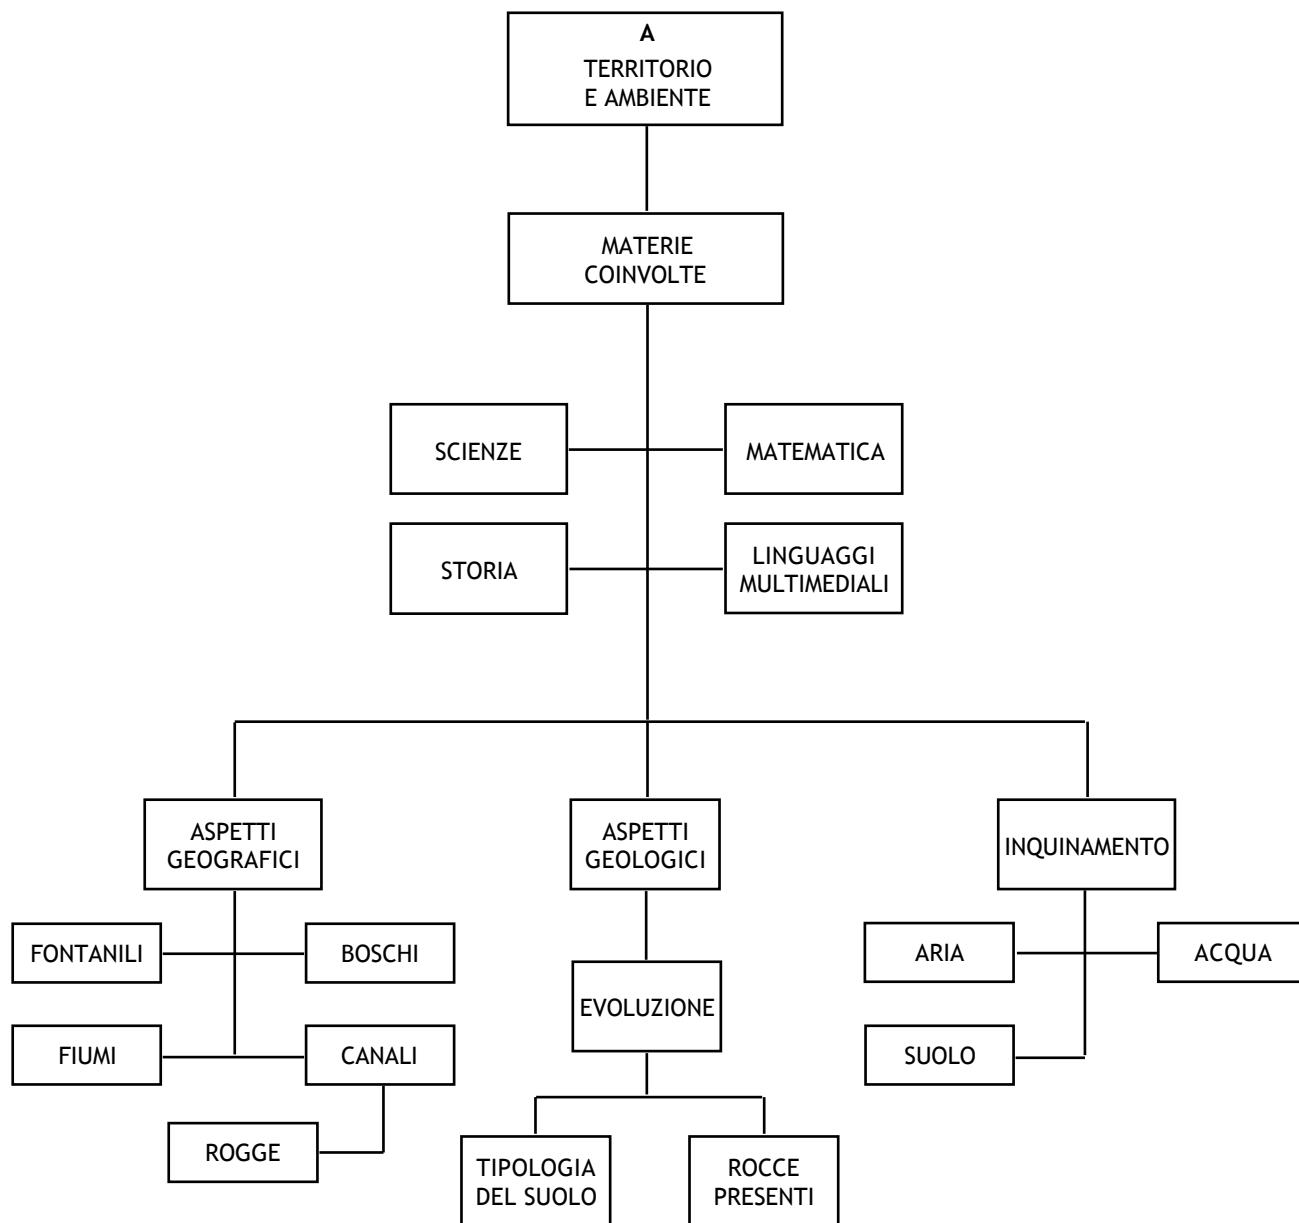 A
TERRITORIO
E AMBIENTE
MATERIE
COINVOLTE
SCIENZE
MATEMATICA
STORIA
LINGUAGGI
MULTIMEDIALI
ASPETTI
GEOGRAFICI
ASPETTI
GEOLOGICI
INQUINAMENTO
FONTANILI
BOSCHI
ARIA
ACQUA
EVOLUZIONE
FIUMI
CANALI
SUOLO
ROGGE
TIPOLOGIA
DEL SUOLO
ROCCE
PRESENTI